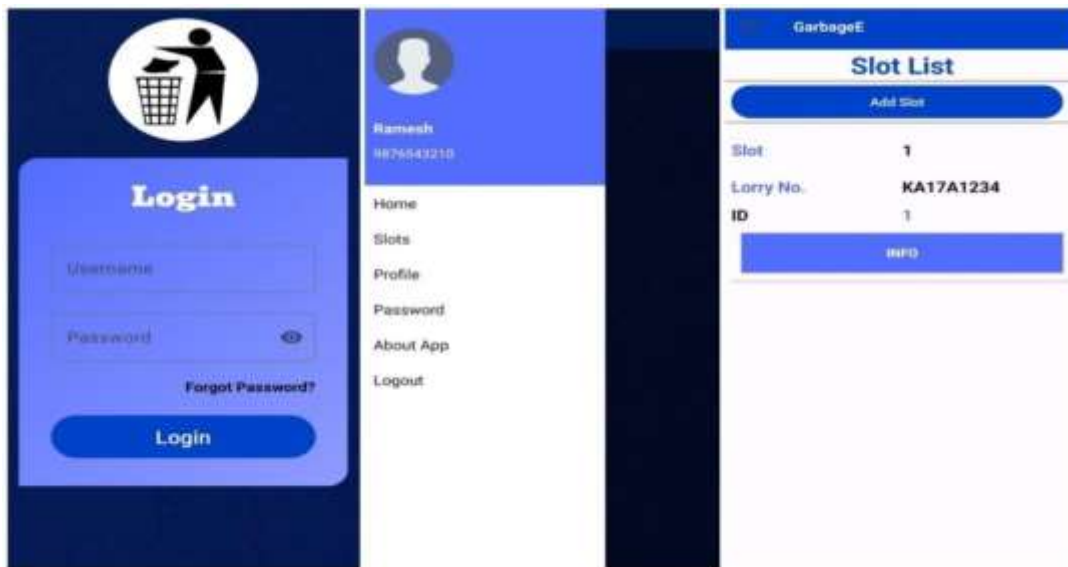 Login
Username
Password
Forgot Password?
Login
Ramesh
9876543210
Home
Slots
Profile
Password
About App
Logout
GarbageE
Slot List
Add Slot
Slot 1
Lorry No. KA17A1234
ID 1
INFO